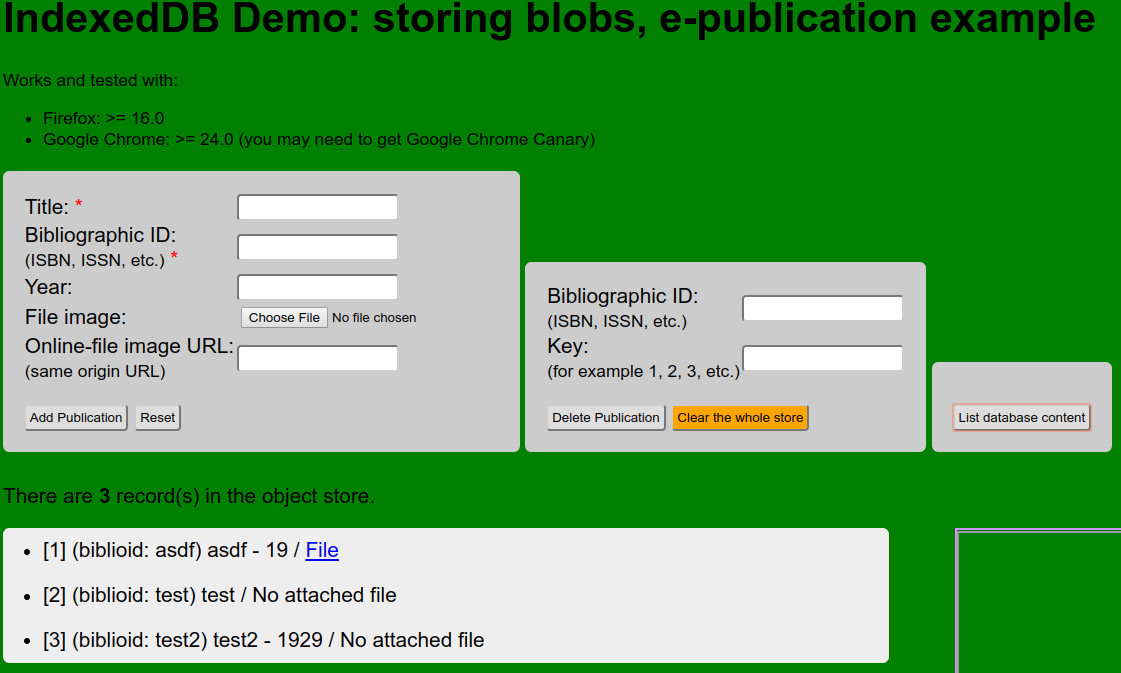 IndexedDB Demo: storing blobs, e-publication example
Works and tested with:
Firefox: >= 16.0
Google Chrome: >= 24.0 (you may need to get Google Chrome Canary)
Title: *
Bibliographic ID:
(ISBN, ISSN, etc.) *
Year:
File image:
Choose File No file chosen
Online-file image URL:
(same origin URL)
Add Publication Reset
Bibliographic ID:
(ISBN, ISSN, etc.)
Key:
(for example 1, 2, 3, etc.)
Delete Publication Clear the whole store
List database content
There are 3 record(s) in the object store.
[1] (biblioid: asdf) asdf - 19 / File
[2] (biblioid: test) test / No attached file
[3] (biblioid: test2) test2 - 1929 / No attached file